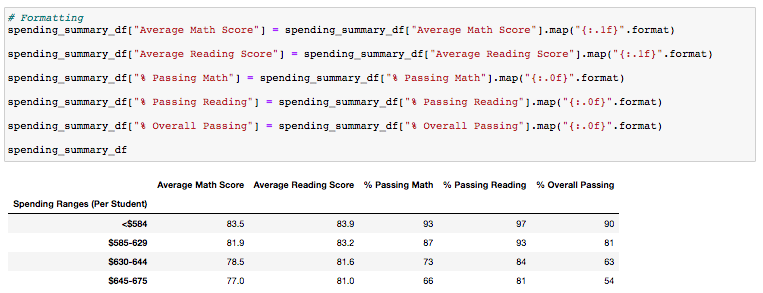 # Formatting
spending_summary_df["Average Math Score"] = spending_summary_df["Average Math Score"].map("{:.1f}".format)
spending_summary_df["Average Reading Score"] = spending_summary_df["Average Reading Score"].map("{:.1f}".format)
spending_summary_df["% Passing Math"] = spending_summary_df["% Passing Math"].map("{:.0f}".format)
spending_summary_df["% Passing Reading"] = spending_summary_df["% Passing Reading"].map("{:.0f}".format)
spending_summary_df["% Overall Passing"] = spending_summary_df["% Overall Passing"].map("{:.0f}".format)
spending_summary_df
Average Math Score Average Reading Score % Passing Math % Passing Reading % Overall Passing
Spending Ranges (Per Student)
<$584 83.5 83.9 93 97 90
$585-629 81.9 83.2 87 93 81
$630-644 78.5 81.6 73 84 63
$645-675 77.0 81.0 66 81 54